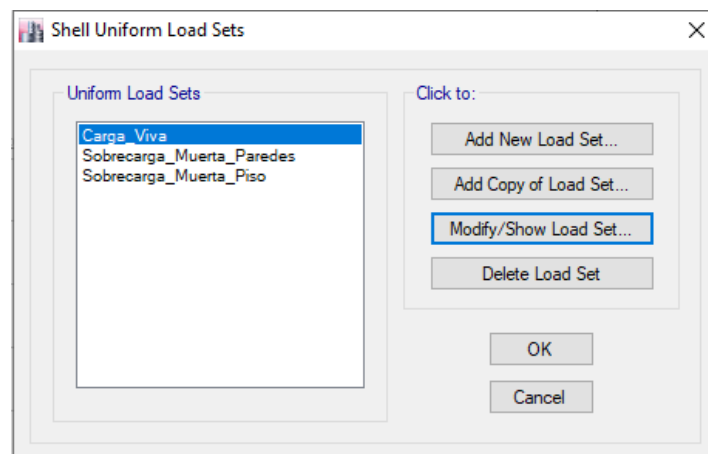 Shell Uniform Load Sets
Uniform Load Sets
Carga_Viva
Sobrecarga_Muerta_Paredes
Sobrecarga_Muerta_Piso
Click to:
Add New Load Set...
Add Copy of Load Set...
Modify/Show Load Set...
Delete Load Set
OK
Cancel